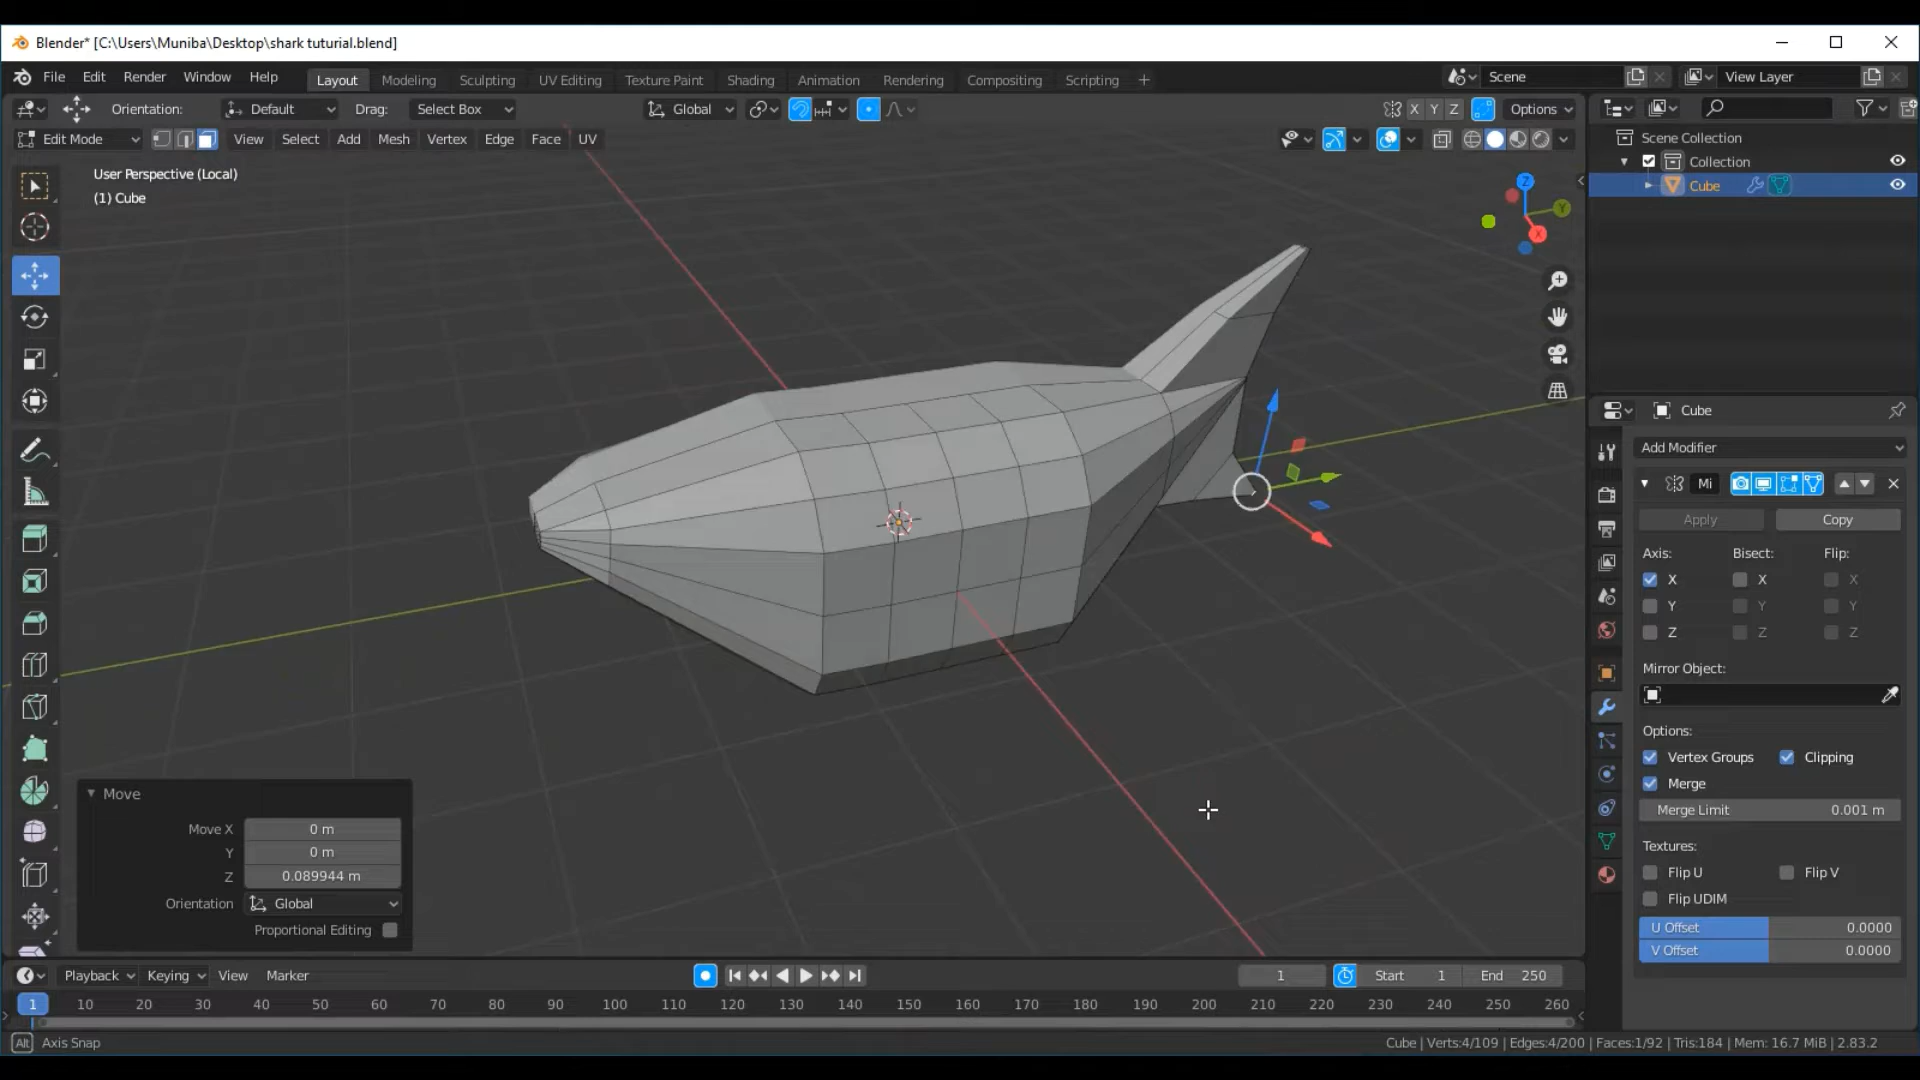 Blender* [C:\Users\Muniba\Desktop\shark tuturial.blend]
File Edit Render Window Help Layout Modeling Sculpting UV Editing Texture Paint Shading Animation Rendering Compositing Scripting + Scene View Layer
Orientation: Default Drag: Select Box Global X Y Z Options
Edit Mode View Select Add Mesh Vertex Edge Face UV
Scene Collection
Collection
Cube
User Perspective (Local)
(1) Cube
Z
Y
X
Cube
Add Modifier
Mi
Apply Copy
Axis: Bisect: Flip:
X X X
Y Y Y
Z Z Z
Mirror Object:
Options:
Vertex Groups Clipping
Merge
Merge Limit 0.001 m
Textures:
Flip U Flip V
Flip UDIM
U Offset 0.0000
V Offset 0.0000
Move
Move X 0 m
Y 0 m
Z 0.089944 m
Orientation Global
Proportional Editing
Playback Keying View Marker 1 Start 1 End 250
1 10 20 30 40 50 60 70 80 90 100 110 120 130 140 150 160 170 180 190 200 210 220 230 240 250 260
Alt Axis Snap
Cube | Verts:4/109 | Edges:4/200 | Faces:1/92 | Tris:184 | Mem: 16.7 MiB | 2.83.2